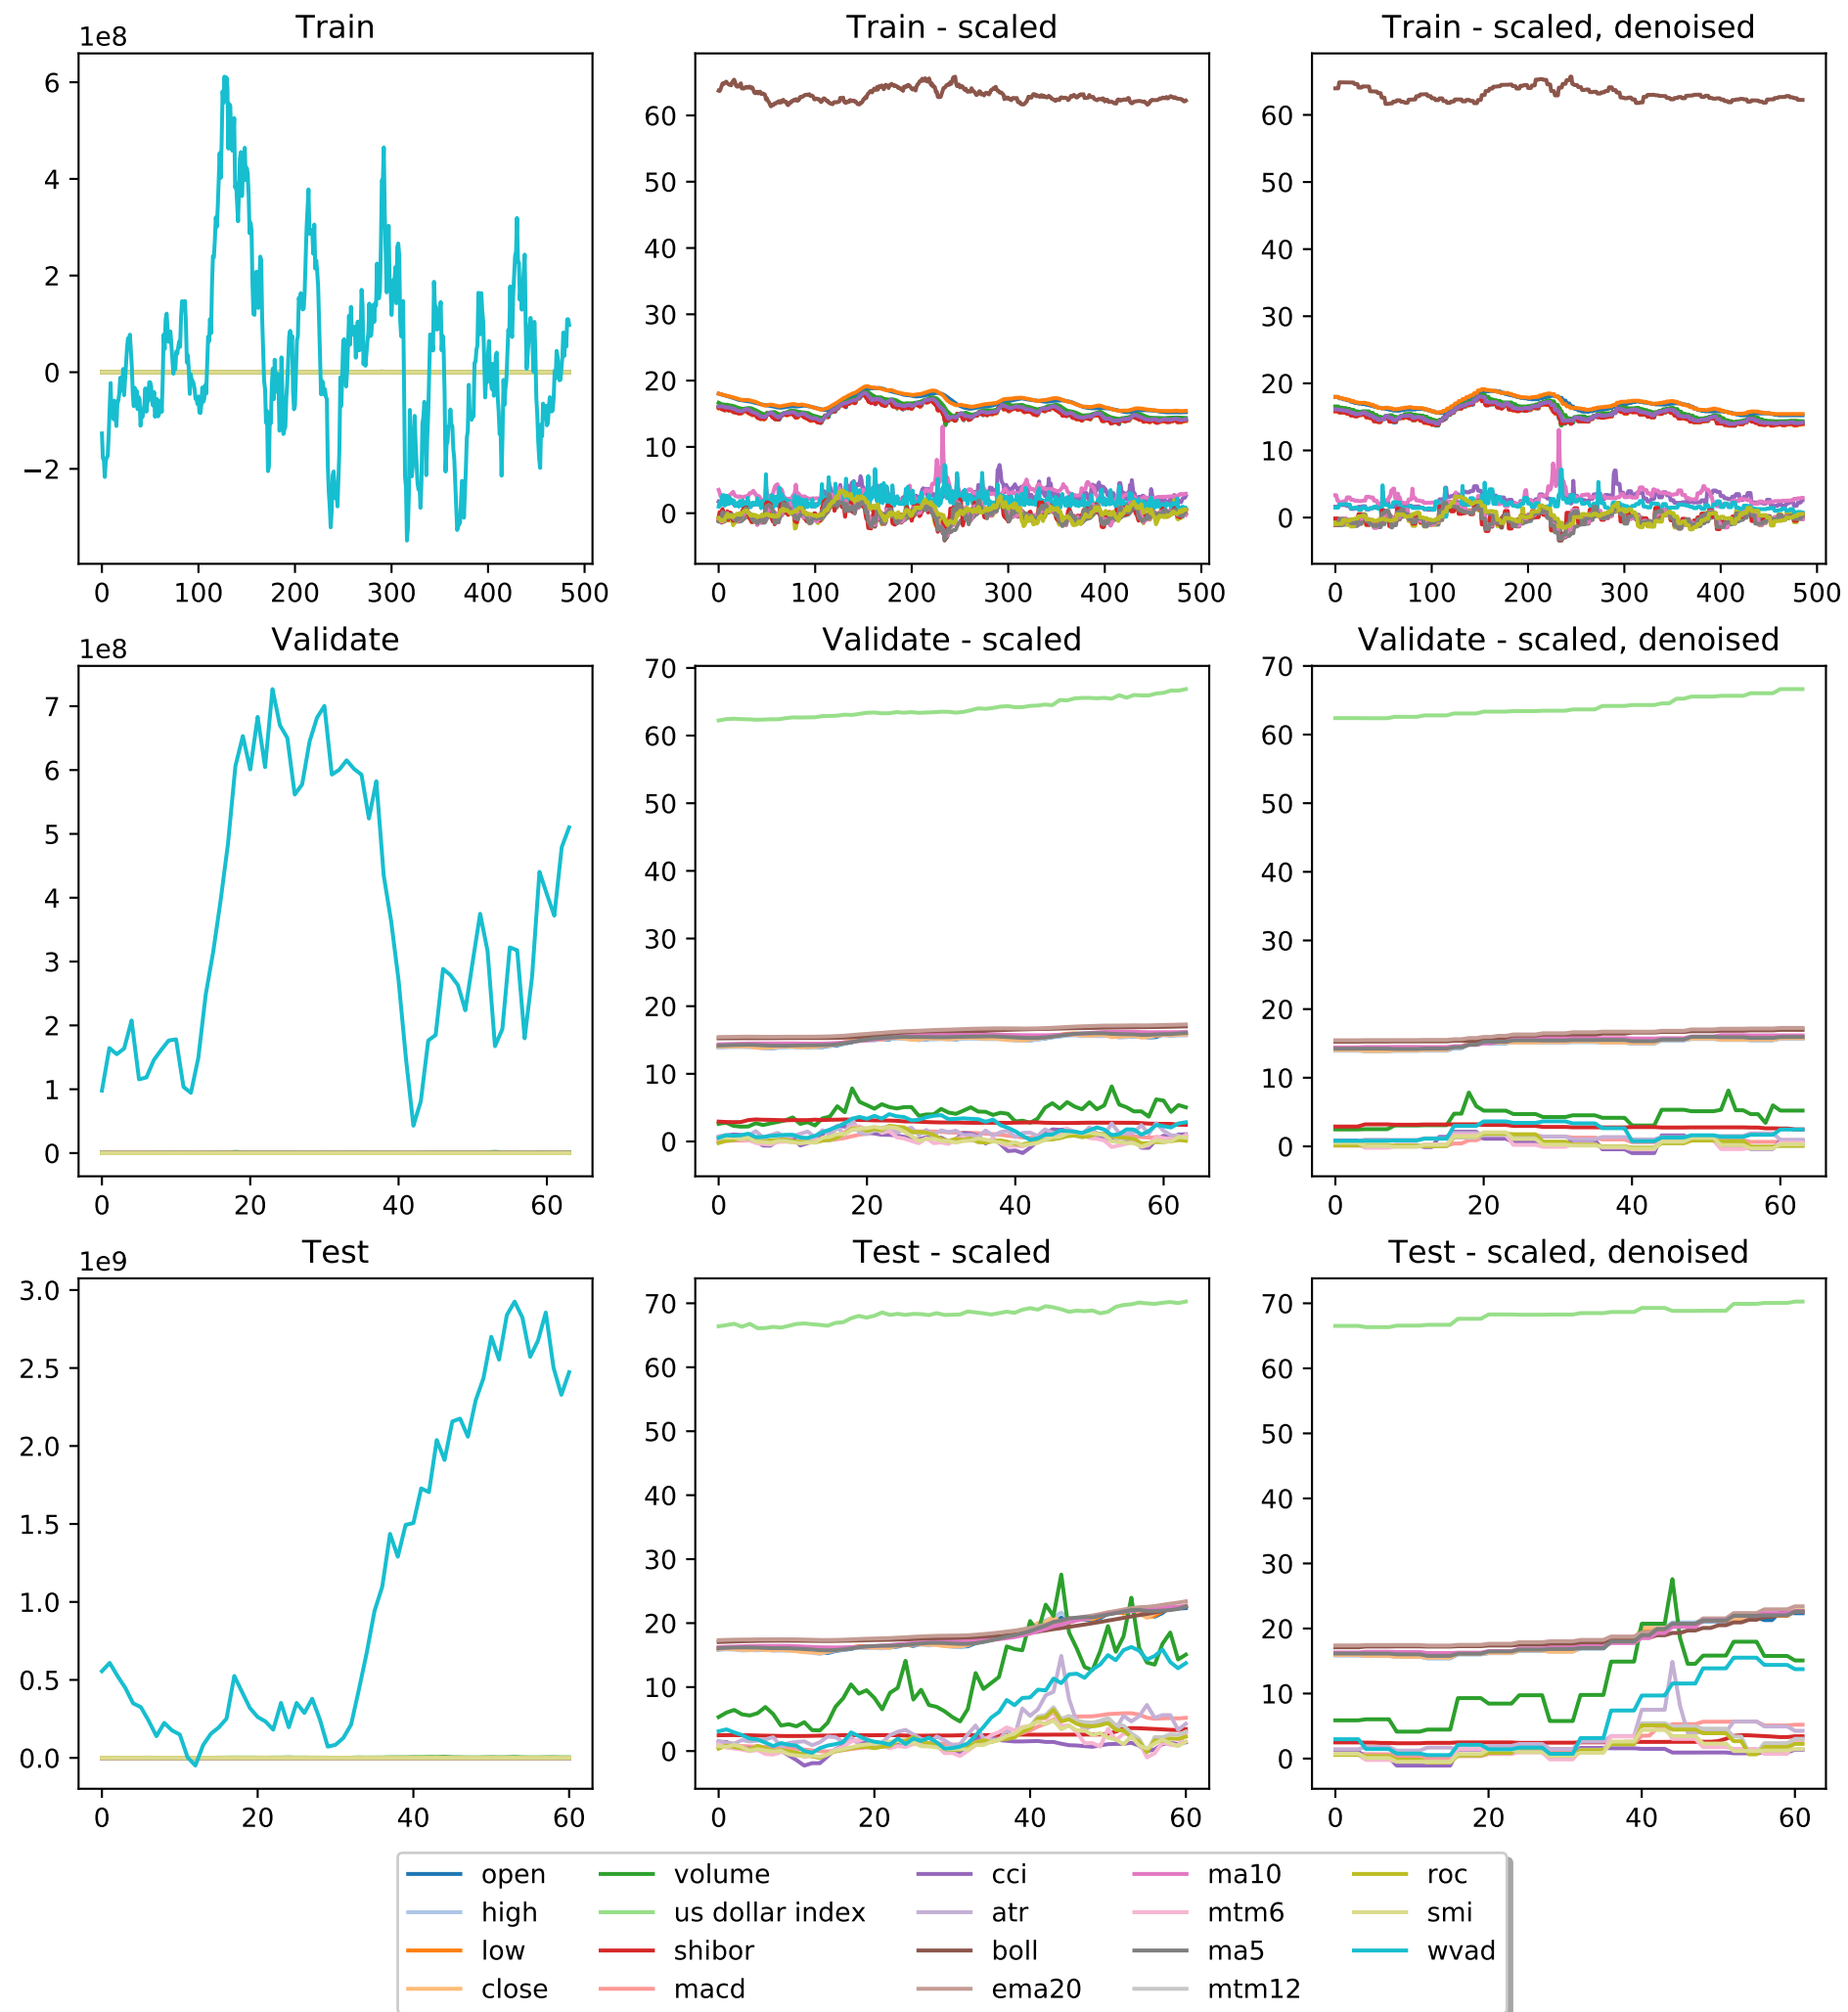 Train
Train - scaled
Train - scaled, denoised
1e8
6
4
2
0
−2
0 100 200 300 400 500
60
50
40
30
20
10
0
0 100 200 300 400 500
60
50
40
30
20
10
0
0 100 200 300 400 500
Validate
Validate - scaled
Validate - scaled, denoised
1e8
7
6
5
4
3
2
1
0
0 20 40 60
70
60
50
40
30
20
10
0
0 20 40 60
70
60
50
40
30
20
10
0
0 20 40 60
Test
Test - scaled
Test - scaled, denoised
1e9
3.0
2.5
2.0
1.5
1.0
0.5
0.0
0 20 40 60
70
60
50
40
30
20
10
0
0 20 40 60
70
60
50
40
30
20
10
0
0 20 40 60
open
high
low
close
volume
us dollar index
shibor
macd
cci
atr
boll
ema20
ma10
mtm6
ma5
mtm12
roc
smi
wvad